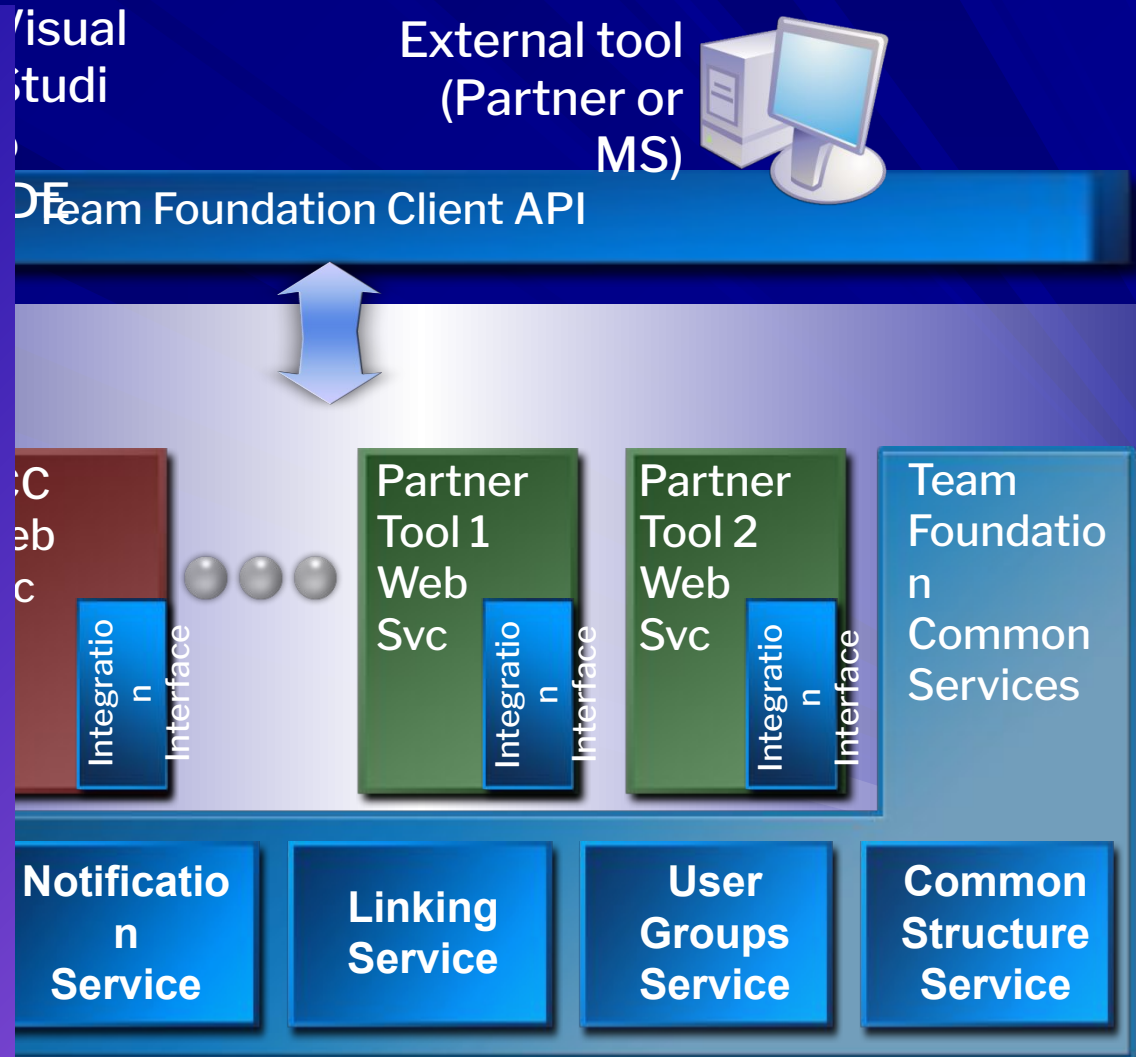 External tool
(Partner or
MS)
Team Foundation Client API
Partner
Tool 1
Web
Svc
Integratio
n
Interface
Partner
Tool 2
Web
Svc
Integratio
n
Interface
Team
Foundatio
n
Common
Services
Integratio
n
Interface
Notificatio
n
Service
Linking
Service
User
Groups
Service
Common
Structure
Service